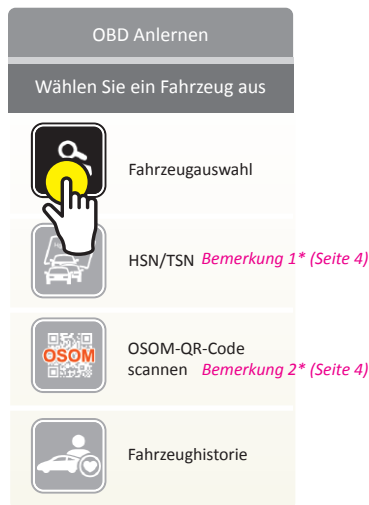 OBD Anlernen
Wählen Sie ein Fahrzeug aus
Fahrzeugauswahl
HSN/TSN Bemerkung 1* (Seite 4)
OSOM
OSOM-QR-Code
scannen Bemerkung 2* (Seite 4)
Fahrzeughistorie